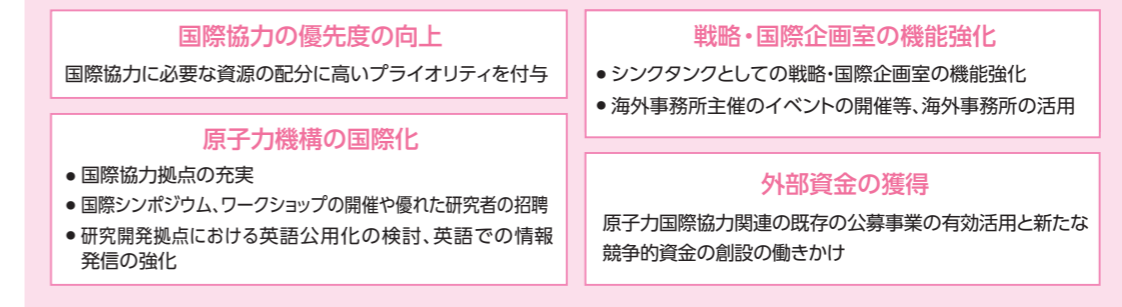 国際協力の優先度の向上
国際協力に必要な資源の配分に高いプライオリティを付与
原子力機構の国際化
● 国際協力拠点の充実
● 国際シンポジウム、ワークショップの開催や優れた研究者の招聘
● 研究開発拠点における英語公用化の検討、英語での情報
発信の強化
戦略・国際企画室の機能強化
● シンクタンクとしての戦略・国際企画室の機能強化
● 海外事務所主催のイベントの開催等、海外事務所の活用
外部資金の獲得
原子力国際協力関連の既存の公募事業の有効活用と新たな
競争的資金の創設の働きかけ